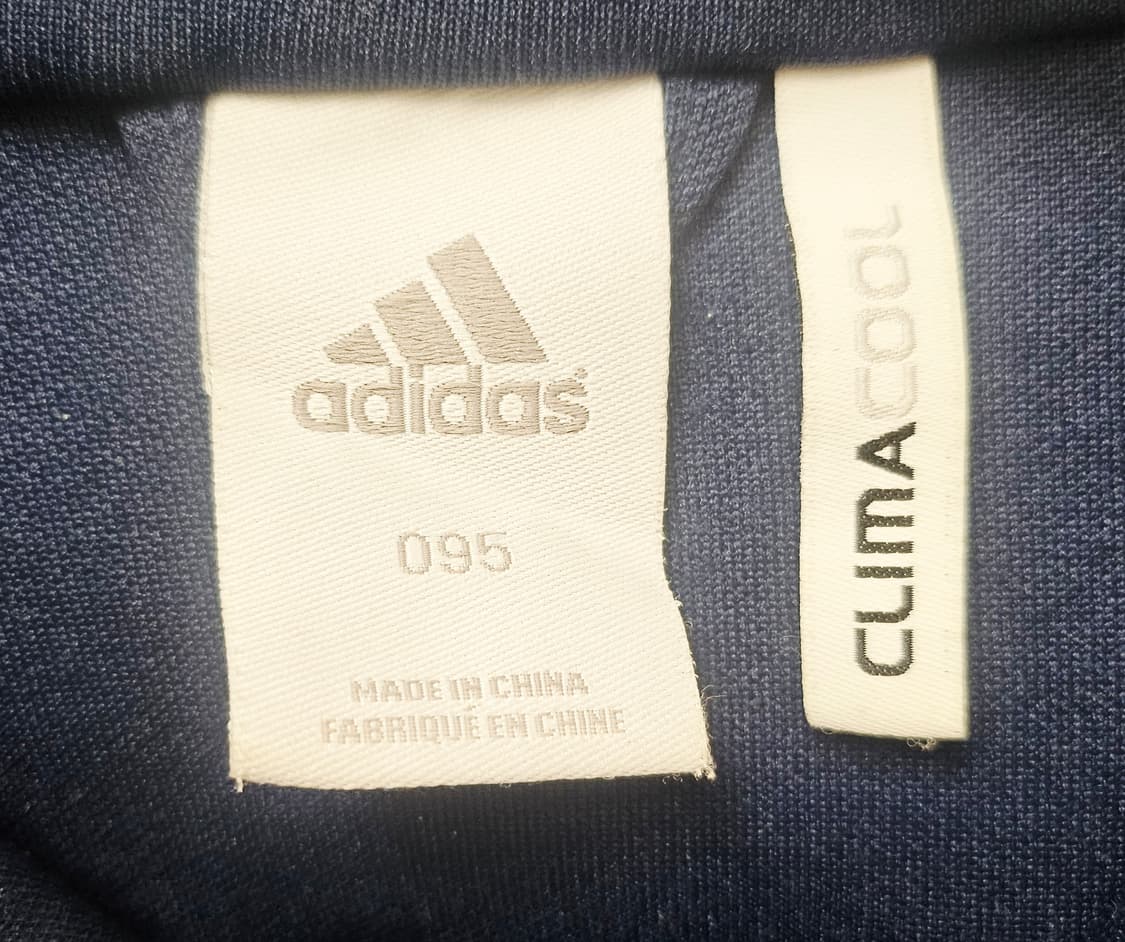 adidas
095
MADE IN CHINA
FABRIQUÉ EN CHINE
CLIMACOOL